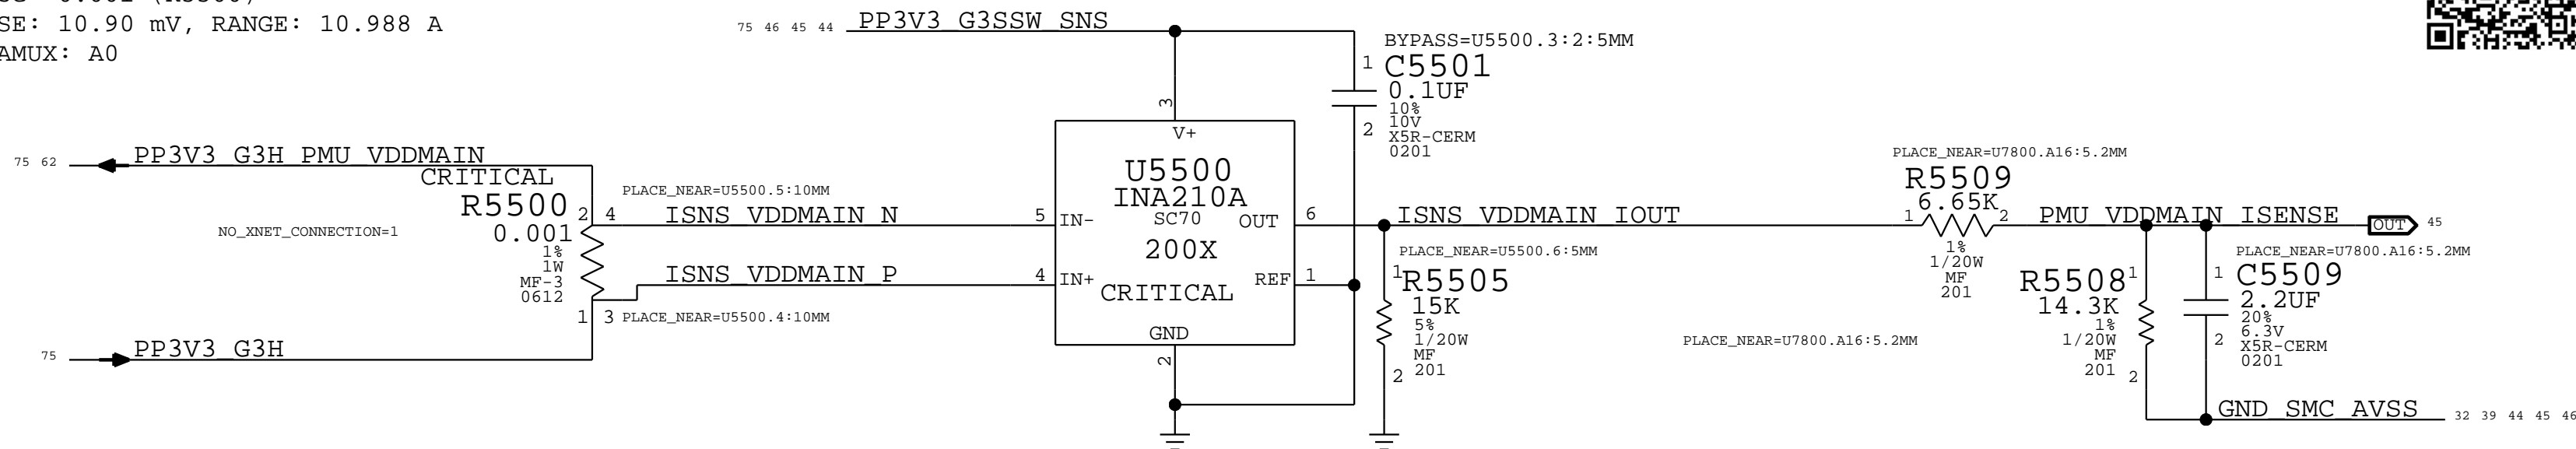 SE: 10.90 mV, RANGE: 10.988 A
AMUX: A0
75 46 45 44 PP3V3_G3SSW_SNS
BYPASS=U5500.3:2:5MM
1 C5501
0.1UF
10%
10V
2 X5R-CERM
0201
3
V+
75 62 PP3V3_G3H_PMU_VDDMAIN
CRITICAL
R5500 2 4
0.001
1%
1W
MF-3
0612
1 3
NO_XNET_CONNECTION=1
PLACE_NEAR=U5500.5:10MM
ISNS_VDDMAIN_N 5 IN-
ISNS_VDDMAIN_P 4 IN+
PLACE_NEAR=U5500.4:10MM
75 PP3V3_G3H
U5500
INA210A
SC70
200X
CRITICAL
OUT 6
REF 1
GND
2
ISNS_VDDMAIN_IOUT
PLACE_NEAR=U5500.6:5MM
1 R5505
15K
5%
1/20W
MF
201
2
PLACE_NEAR=U7800.A16:5.2MM
R5509
6.65K
1 2
1%
1/20W
MF
201
PMU_VDDMAIN_ISENSE OUT 45
PLACE_NEAR=U7800.A16:5.2MM
R5508 1
14.3K
1%
1/20W
MF
201 2
PLACE_NEAR=U7800.A16:5.2MM
1 C5509
2.2UF
20%
6.3V
2 X5R-CERM
0201
GND_SMC_AVSS 32 39 44 45 46